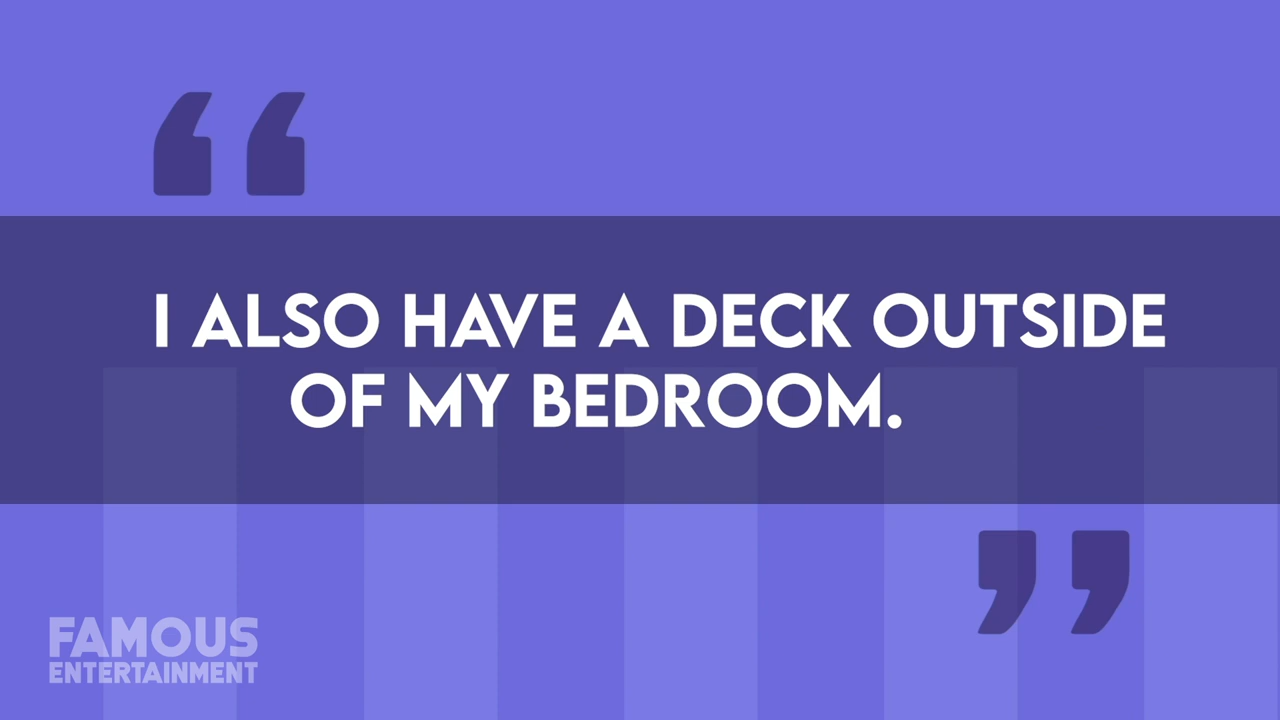 “
I ALSO HAVE A DECK OUTSIDE
OF MY BEDROOM.
”
FAMOUS
ENTERTAINMENT